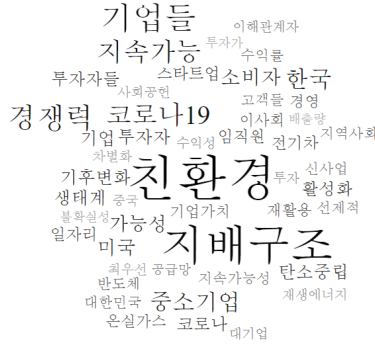 기업들 이해관계자
지속가능 투자가 수익률
투자자들 스타트업 소비자 한국
사회공헌 고객들 경영
경쟁력 코로나19 이사회 배출량
기업 투자자 수익성 임직원 전기차 지역사회
차별화
기후변화 친환경 투자 신사업
생태계 중국 활성화
불확실성 가능성 기업가치 재활용 선제적
일자리 미국 지배구조
최우선 공급망 지속가능성 탄소중립
반도체
대한민국 중소기업 재생에너지
온실가스 코로나 대기업